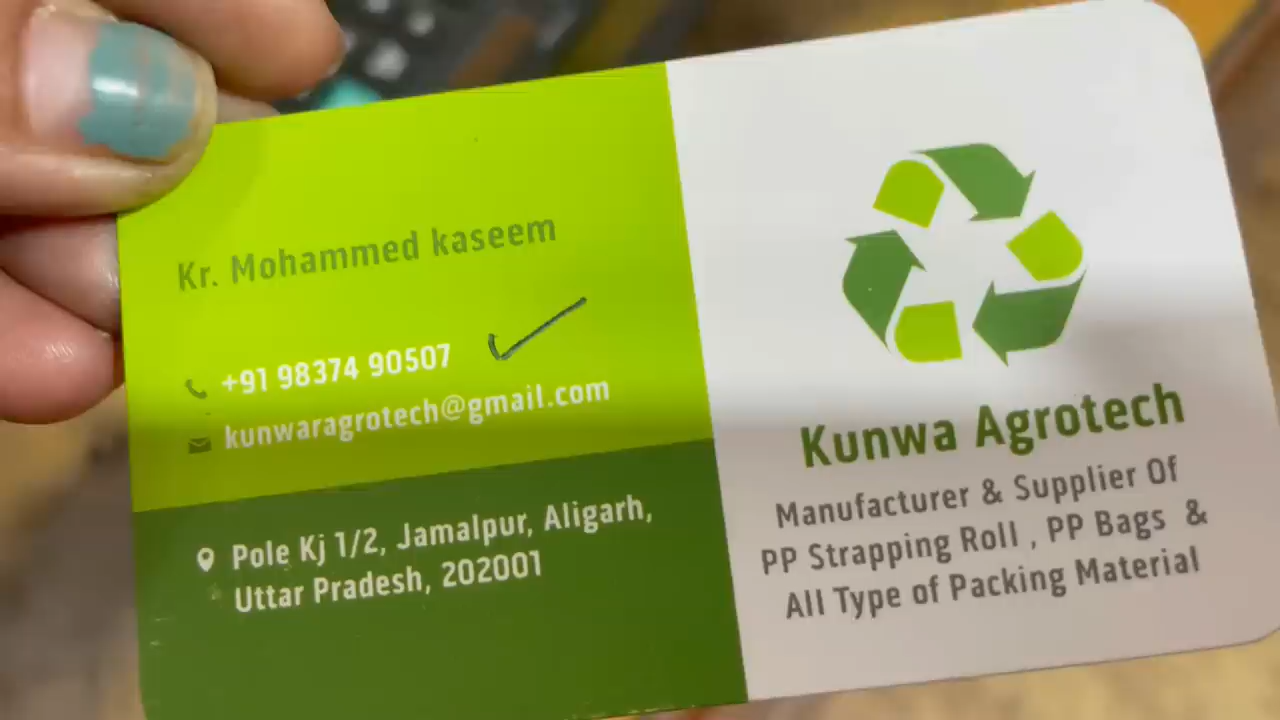 Kr. Mohammed kaseem
+91 98374 90507
kunwaragrotech@gmail.com
Pole Kj 1/2, Jamalpur, Aligarh,
Uttar Pradesh, 202001
Kunwa Agrotech
Manufacturer & Supplier Of
PP Strapping Roll , PP Bags &
All Type of Packing Material